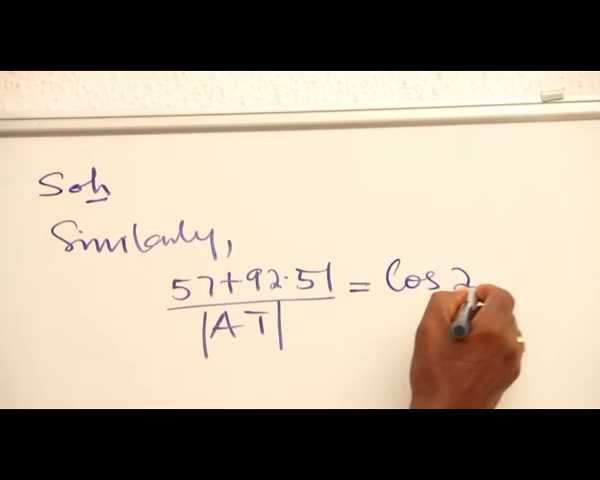 Soln
Similarly,
57+92.51 = Cos 2
|AT|